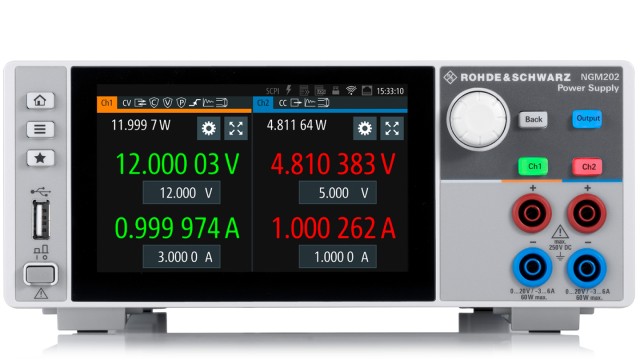 ROHDE&SCHWARZ NGM202
Power Supply
SCPI 15:33:10
Ch1 CV Ch2 CC
11.999 7 W
4.811 64 W
12.000 03 V
4.810 383 V
12.000 V
5.000 V
0.999 974 A
1.000 262 A
3.000 0 A
1.000 0 A
Back
Output
Ch1
Ch2
+ +
max.
250V DC
- -
0...20V / -3...6A
60W max.
0...20V / -3...6A
60W max.